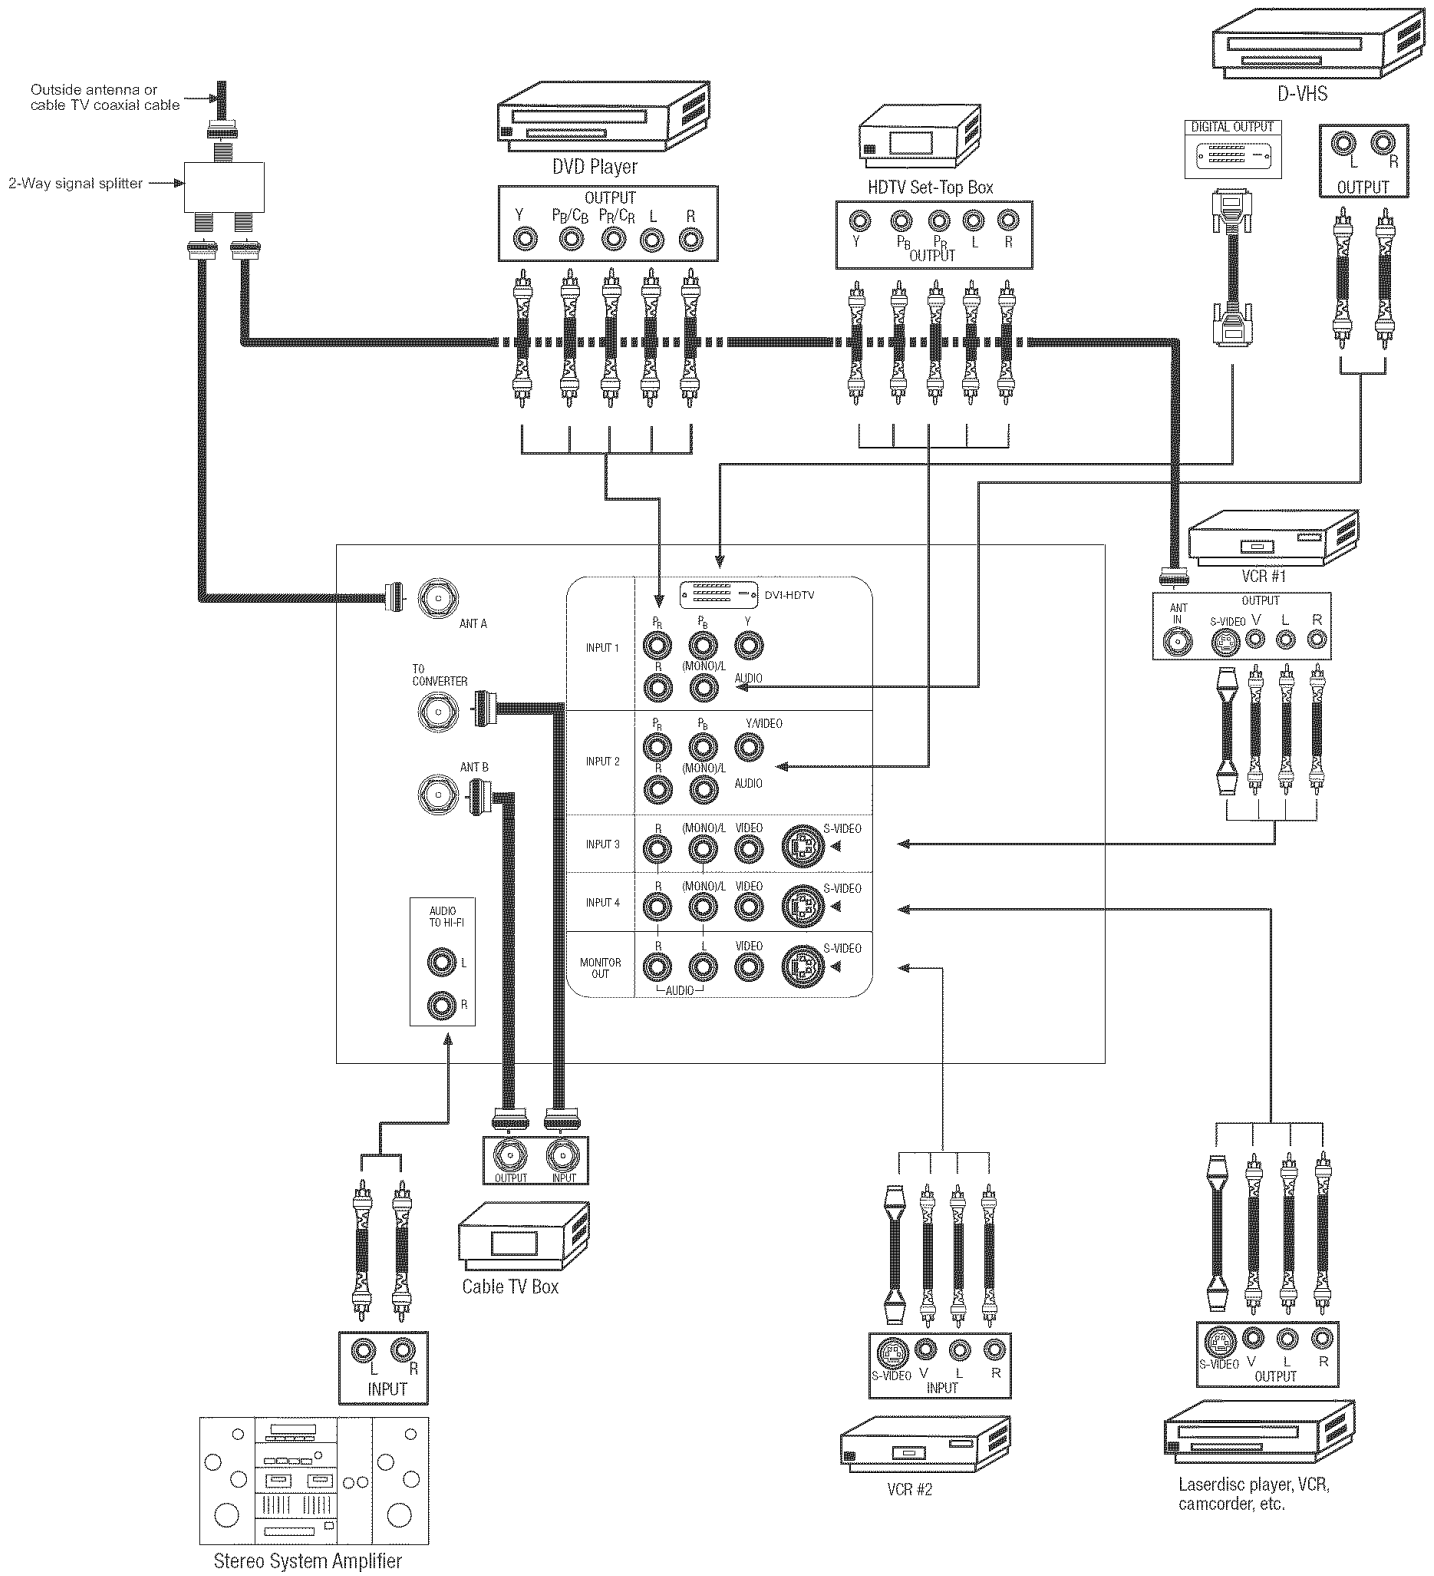 D-VHS
DIGITAL OUTPUT
L R
OUTPUT
Outside antenna or
cable TV coaxial cable
2-Way signal splitter
DVD Player
OUTPUT
Y PB/CB PR/CR L R
HDTV Set-Top Box
Y PB PR L R
OUTPUT
VCR #1
OUTPUT
ANT
IN
S-VIDEO V L R
ANT A
TO
CONVERTER
ANT B
DVI-HDTV
PR PB Y
INPUT 1
R (MONO)/L AUDIO
PR PB Y/VIDEO
INPUT 2
R (MONO)/L AUDIO
R (MONO)/L VIDEO S-VIDEO
INPUT 3
R (MONO)/L VIDEO S-VIDEO
INPUT 4
R L VIDEO S-VIDEO
MONITOR
OUT
AUDIO
AUDIO
TO HI-FI
L
R
OUTPUT INPUT
Cable TV Box
L R
INPUT
Stereo System Amplifier
S-VIDEO V L R
INPUT
VCR #2
S-VIDEO V L R
OUTPUT
Laserdisc player, VCR,
camcorder, etc.